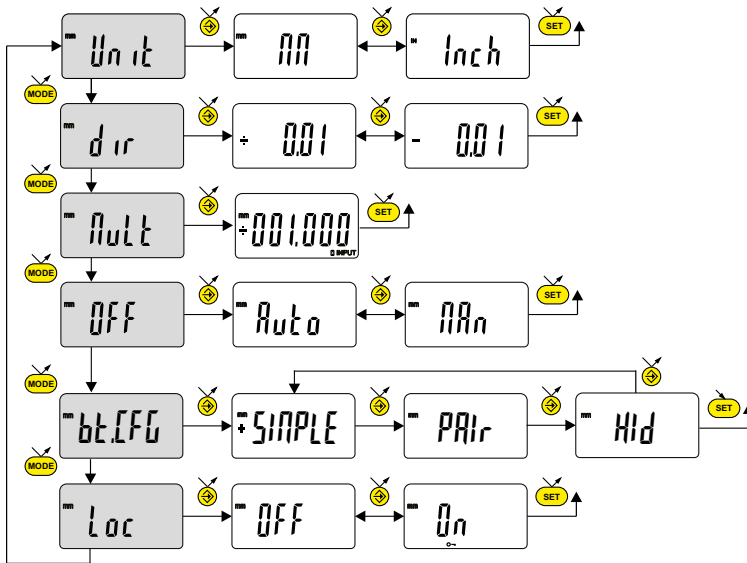 mm Unit mm MM IN Inch SET
MODE
mm dir ÷ 0.01 - 0.01 SET
MODE
mm Mult mm ÷001.000 INPUT SET
MODE
mm OFF mm Auto mm MAn SET
MODE
mm bt.CFG mm + SIMPLE mm PAIr mm HId SET
MODE
mm Loc mm OFF mm On SET